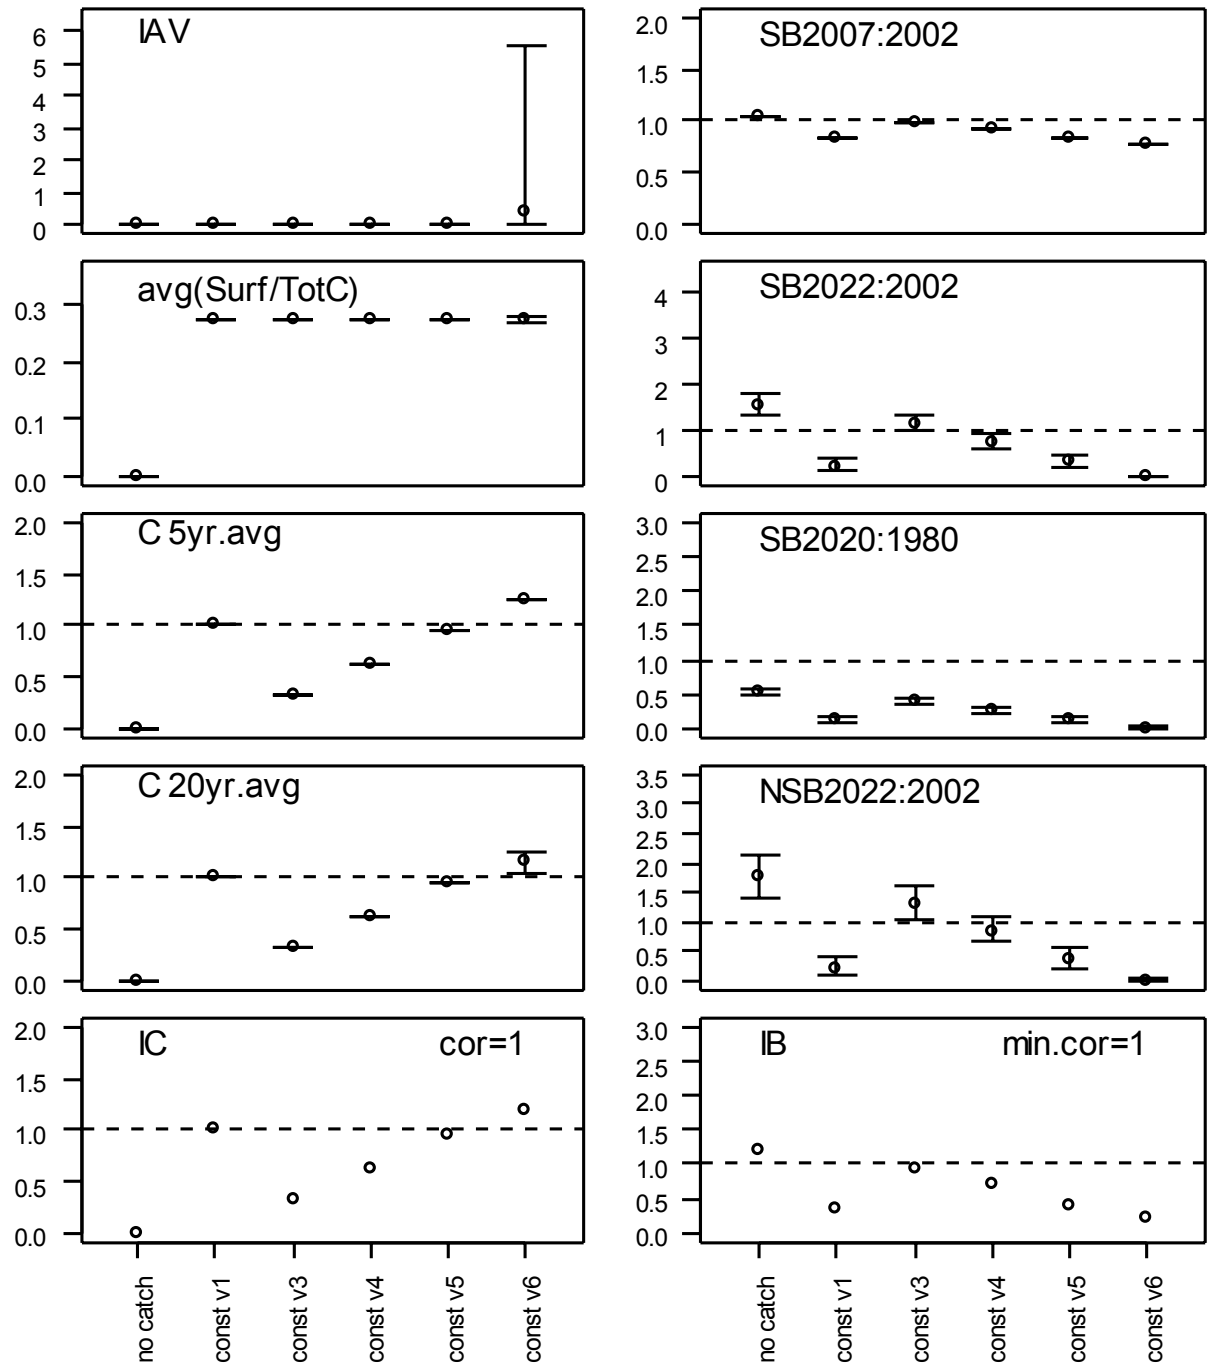 IAV
6
5
4
3
2
1
0
SB2007:2002
2.0
1.5
1.0
0.5
0.0
avg(Surf/TotC)
0.3
0.2
0.1
0.0
SB2022:2002
4
3
2
1
0
C 5yr.avg
2.0
1.5
1.0
0.5
0.0
SB2020:1980
3.0
2.5
2.0
1.5
1.0
0.5
0.0
C 20yr.avg
2.0
1.5
1.0
0.5
0.0
NSB2022:2002
3.5
3.0
2.5
2.0
1.5
1.0
0.5
0.0
IC cor=1
2.0
1.5
1.0
0.5
0.0
no catch
const v1
const v3
const v4
const v5
const v6
IB min.cor=1
3.0
2.5
2.0
1.5
1.0
0.5
0.0
no catch
const v1
const v3
const v4
const v5
const v6